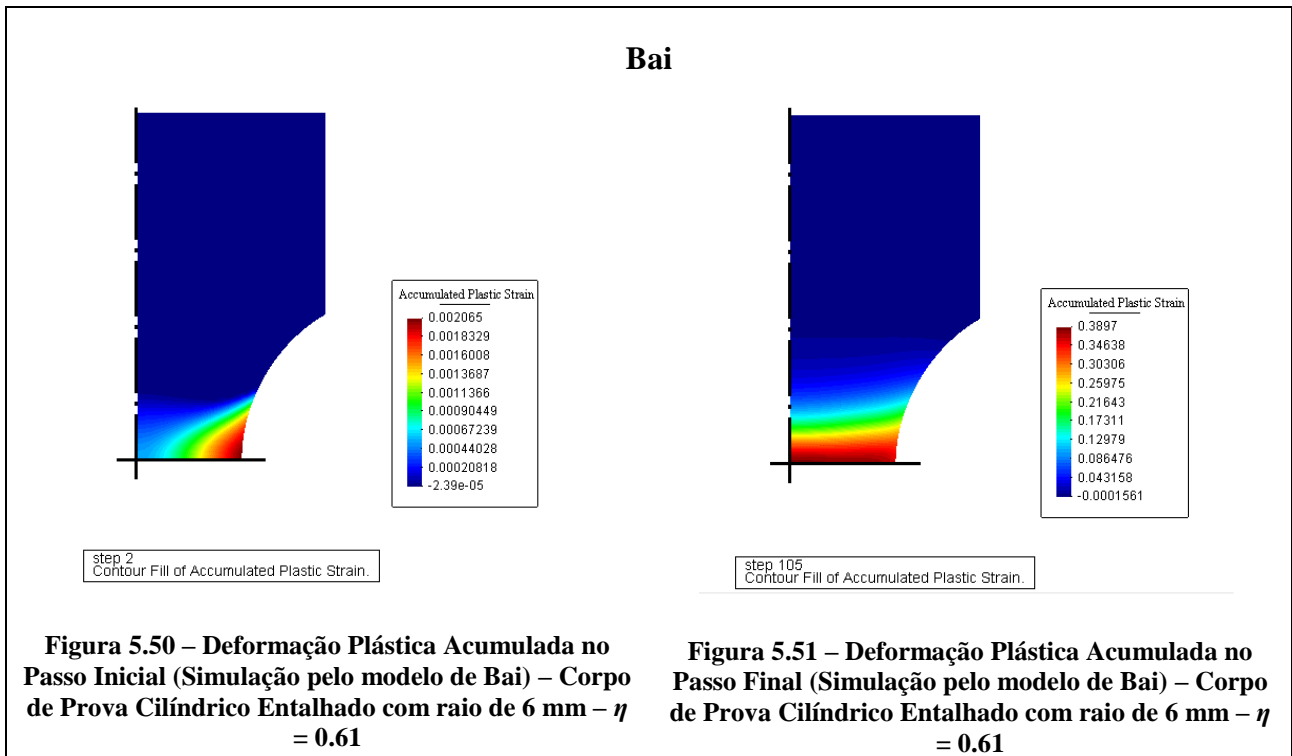 Bai
Accumulated Plastic Strain
0.002065
0.0018329
0.0016008
0.0013687
0.0011366
0.00090449
0.00067239
0.00044028
0.00020818
-2.39e-05
step 2
Contour Fill of Accumulated Plastic Strain.
Figura 5.50 – Deformação Plástica Acumulada no
Passo Inicial (Simulação pelo modelo de Bai) – Corpo
de Prova Cilíndrico Entalhado com raio de 6 mm – η
= 0.61
Accumulated Plastic Strain
0.3897
0.34638
0.30306
0.25975
0.21643
0.17311
0.12979
0.086476
0.043158
-0.0001561
step 105
Contour Fill of Accumulated Plastic Strain.
Figura 5.51 – Deformação Plástica Acumulada no
Passo Final (Simulação pelo modelo de Bai) – Corpo
de Prova Cilíndrico Entalhado com raio de 6 mm – η
= 0.61